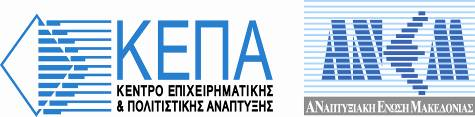 ΚΕΠΑ
ΚΕΝΤΡΟ ΕΠΙΧΕΙΡΗΜΑΤΙΚΗΣ
& ΠΟΛΙΤΙΣΤΙΚΗΣ ΑΝΑΠΤΥΞΗΣ
ΑΝΕΜ
ΑΝΑΠΤΥΞΙΑΚΗ ΕΝΩΣΗ ΜΑΚΕΔΟΝΙΑΣ